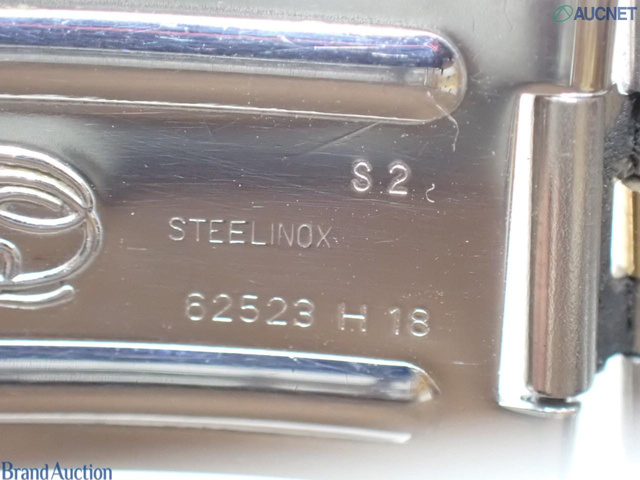 AUCNET
S 2
STEELINOX
62523 H 18
Brand Auction